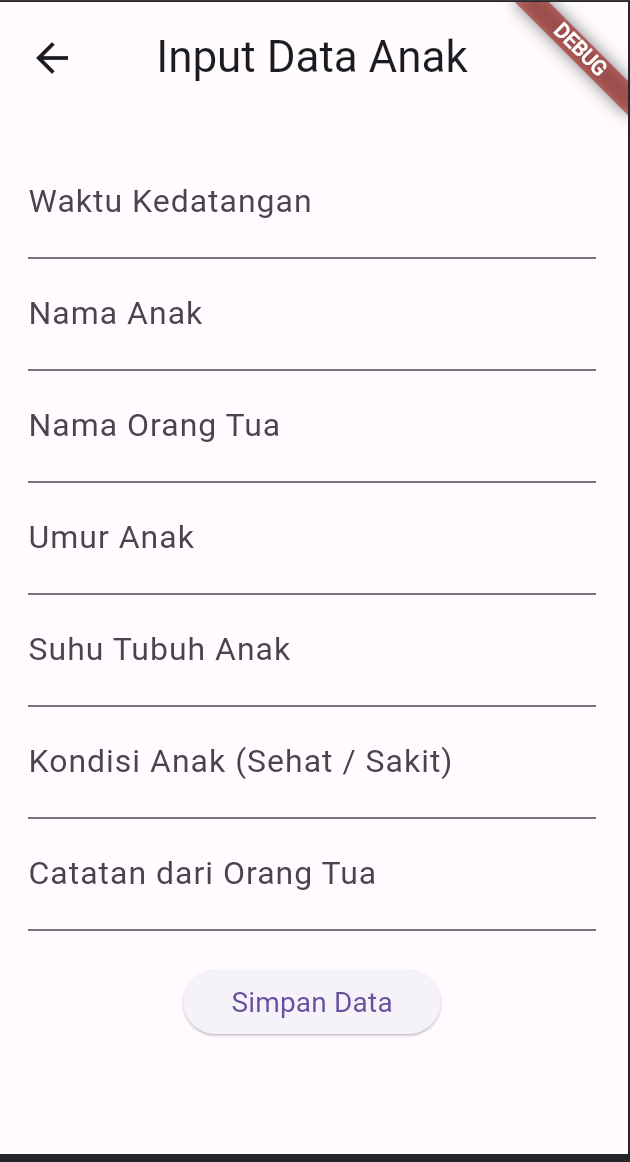 Input Data Anak
DEBUG
Waktu Kedatangan
Nama Anak
Nama Orang Tua
Umur Anak
Suhu Tubuh Anak
Kondisi Anak (Sehat / Sakit)
Catatan dari Orang Tua
Simpan Data